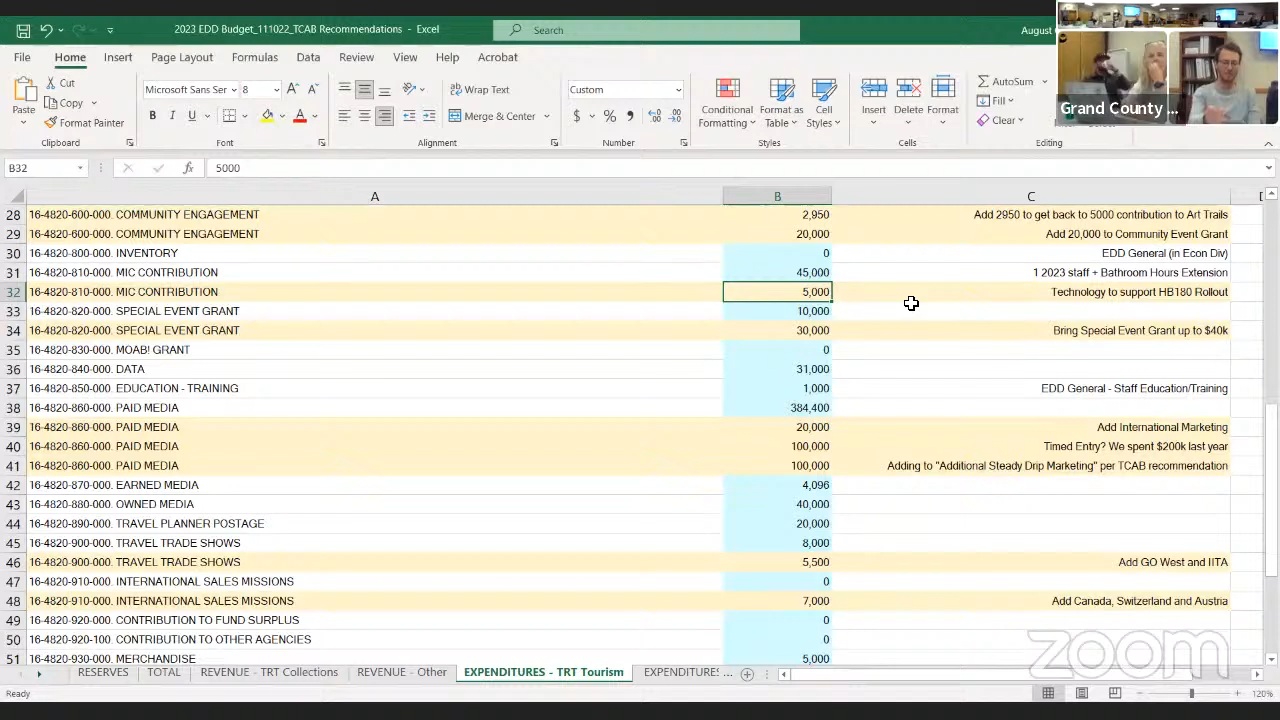 2023 EDD Budget_111022_TCAB Recommendations - Excel
Search
August
File Home Insert Page Layout Formulas Data Review View Help Acrobat
Paste
Cut
Copy
Format Painter
Clipboard
Microsoft Sans Ser
B I U
Font
Wrap Text
Merge & Center
Alignment
Custom
$ % ,
Number
Conditional Formatting
Format as Table
Cell Styles
Styles
Insert Delete Format
Cells
AutoSum
Fill
Clear
Editing
Grand County ...
B32 fx 5000
A B C
28 16-4820-600-000. COMMUNITY ENGAGEMENT 2,950 Add 2950 to get back to 5000 contribution to Art Trails
29 16-4820-600-000. COMMUNITY ENGAGEMENT 20,000 Add 20,000 to Community Event Grant
30 16-4820-800-000. INVENTORY 0 EDD General (in Econ Div)
31 16-4820-810-000. MIC CONTRIBUTION 45,000 1 2023 staff + Bathroom Hours Extension
32 16-4820-810-000. MIC CONTRIBUTION 5,000 Technology to support HB180 Rollout
33 16-4820-820-000. SPECIAL EVENT GRANT 10,000
34 16-4820-820-000. SPECIAL EVENT GRANT 30,000 Bring Special Event Grant up to $40k
35 16-4820-830-000. MOAB! GRANT 0
36 16-4820-840-000. DATA 31,000
37 16-4820-850-000. EDUCATION - TRAINING 1,000 EDD General - Staff Education/Training
38 16-4820-860-000. PAID MEDIA 384,400
39 16-4820-860-000. PAID MEDIA 20,000 Add International Marketing
40 16-4820-860-000. PAID MEDIA 100,000 Timed Entry? We spent $200k last year
41 16-4820-860-000. PAID MEDIA 100,000 Adding to "Additional Steady Drip Marketing" per TCAB recommendation
42 16-4820-870-000. EARNED MEDIA 4,096
43 16-4820-880-000. OWNED MEDIA 40,000
44 16-4820-890-000. TRAVEL PLANNER POSTAGE 20,000
45 16-4820-900-000. TRAVEL TRADE SHOWS 8,000
46 16-4820-900-000. TRAVEL TRADE SHOWS 5,500 Add GO West and IITA
47 16-4820-910-000. INTERNATIONAL SALES MISSIONS 0
48 16-4820-910-000. INTERNATIONAL SALES MISSIONS 7,000 Add Canada, Switzerland and Austria
49 16-4820-920-000. CONTRIBUTION TO FUND SURPLUS 0
50 16-4820-920-100. CONTRIBUTION TO OTHER AGENCIES 0
51 16-4820-930-000. MERCHANDISE 5,000
zoom
RESERVES TOTAL REVENUE - TRT Collections REVENUE - Other EXPENDITURES - TRT Tourism EXPENDITURES ...
Ready 120%